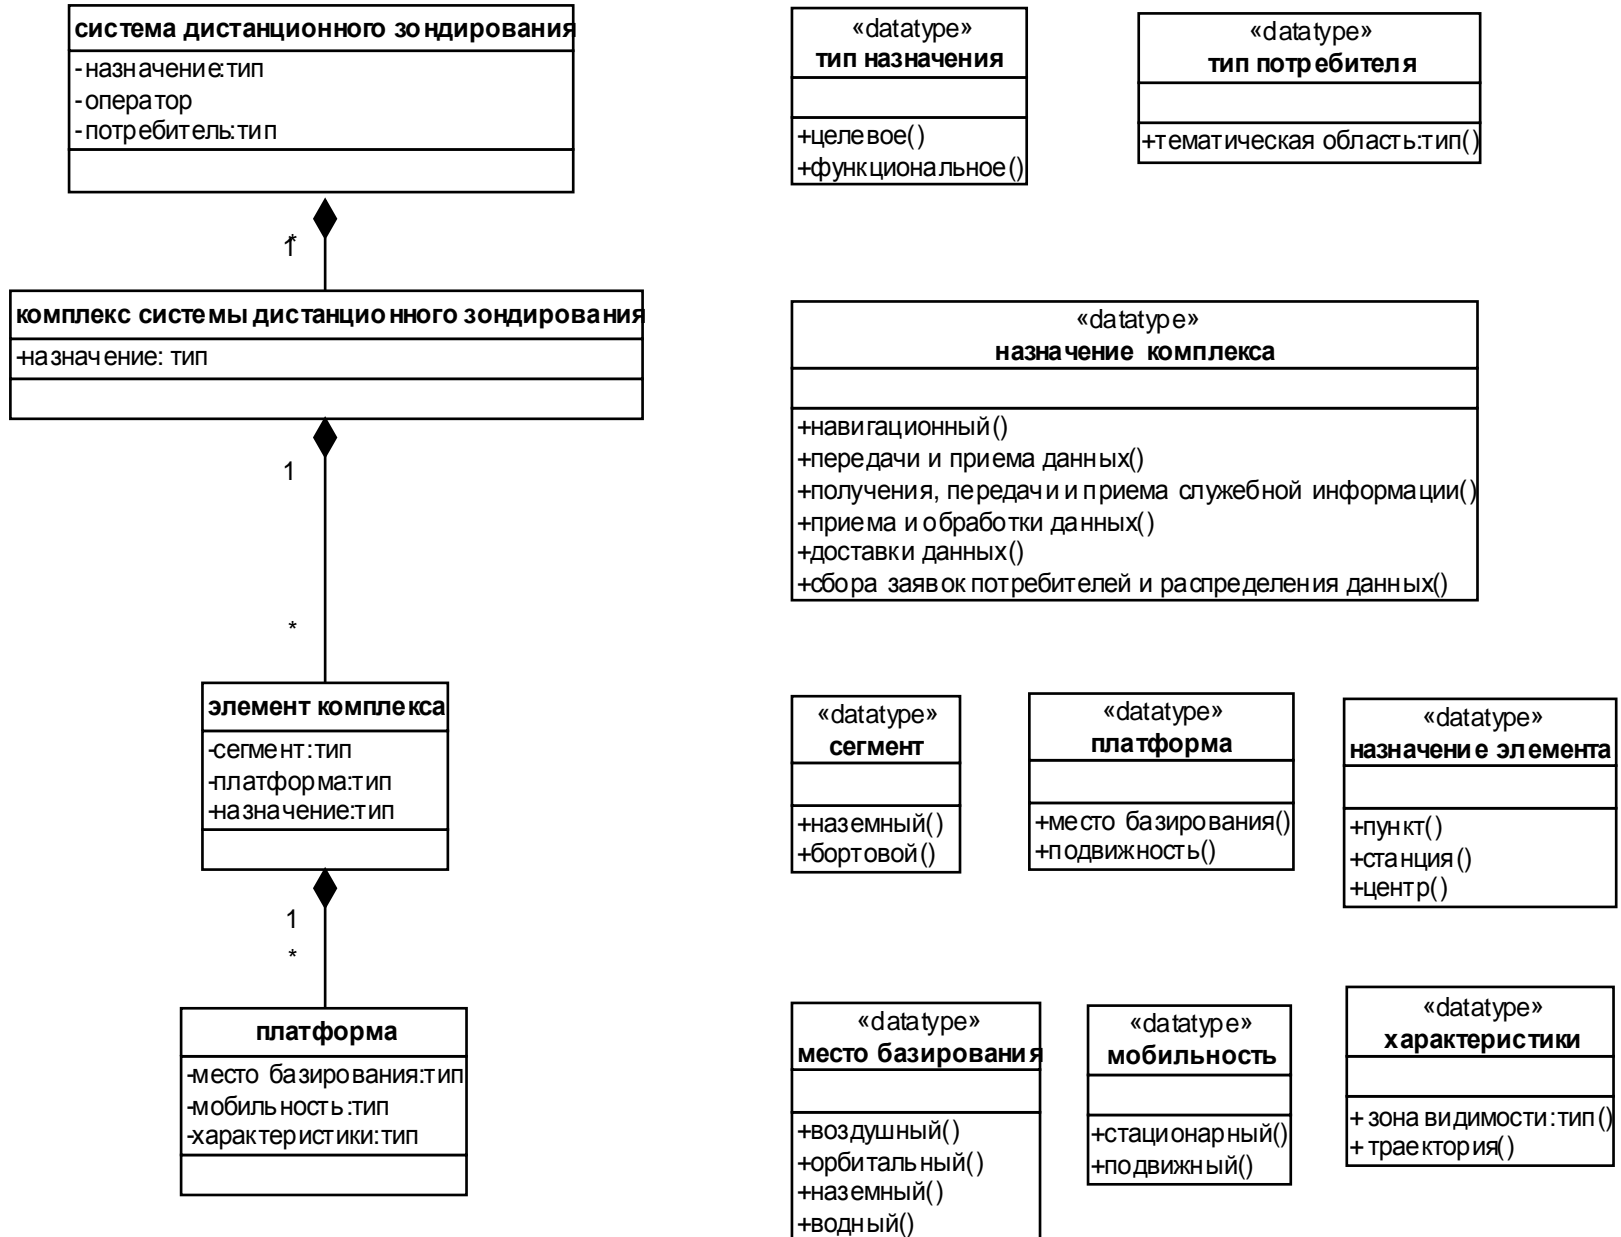 система дистанционного зондирования
-назначение:тип
-оператор
-потребитель:тип
«datatype»
тип назначения
+целевое()
+функциональное()
«datatype»
тип потребителя
+тематическая область:тип()
1
*
комплекс системы дистанционного зондирования
-назначение: тип
«datatype»
назначение комплекса
+навигационный()
+передачи и приема данных()
+получения, передачи и приема служебной информации()
+приема и обработки данных()
+доставки данных()
+сбора заявок потребителей и распределения данных()
1
*
элемент комплекса
-сегмент:тип
-платформа:тип
-назначение:тип
«datatype»
сегмент
+наземный()
+бортовой()
«datatype»
платформа
+место базирования()
+подвижность()
«datatype»
назначение элемента
+пункт()
+станция()
+центр()
1
*
платформа
-место базирования:тип
-мобильность:тип
-характеристики:тип
«datatype»
место базирования
+воздушный()
+орбитальный()
+наземный()
+водный()
«datatype»
мобильность
+стационарный()
+подвижный()
«datatype»
характеристики
+ зона видимости:тип()
+ траектория()